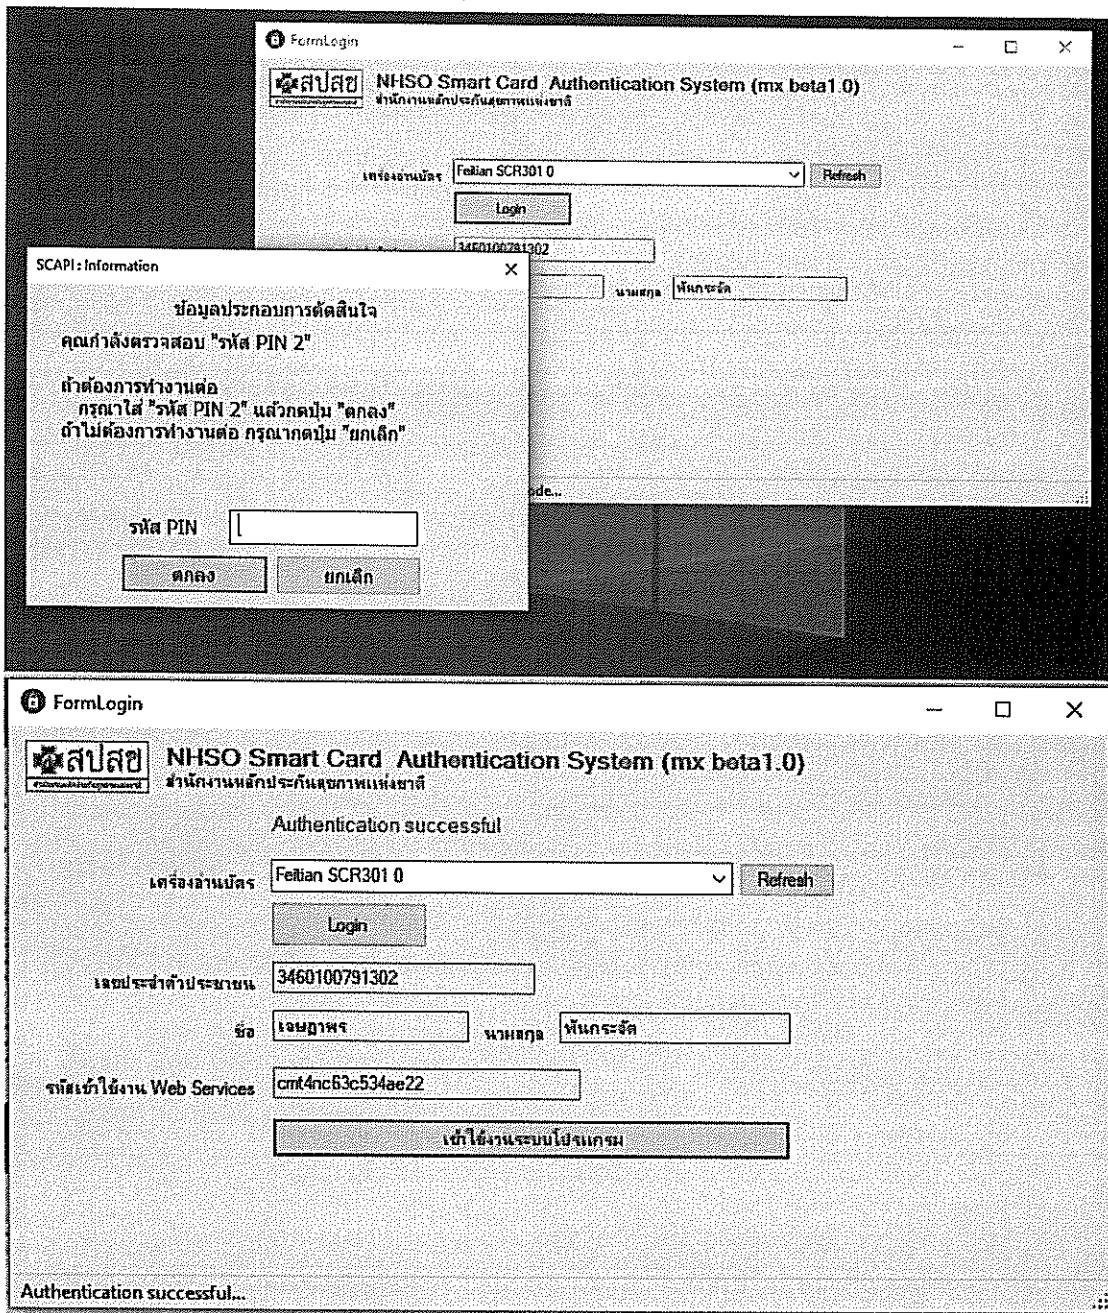 FormLogin
สปสช NHSO Smart Card Authentication System (mx beta1.0)
สำนักงานหลักประกันสุขภาพแห่งชาติ
เครื่องอ่านบัตร Feitian SCR301 0 Refresh
Login
3460100791302
นามสกุล พันกระจัด
ode...
SCAPI : Information
ข้อมูลประกอบการตัดสินใจ
คุณกำลังตรวจสอบ "รหัส PIN 2"
ถ้าต้องการทำงานต่อ
กรุณาใส่ "รหัส PIN 2" แล้วกดปุ่ม "ตกลง"
ถ้าไม่ต้องการทำงานต่อ กรุณากดปุ่ม "ยกเลิก"
รหัส PIN
ตกลง ยกเลิก
FormLogin
สปสช NHSO Smart Card Authentication System (mx beta1.0)
สำนักงานหลักประกันสุขภาพแห่งชาติ
Authentication successful
เครื่องอ่านบัตร Feitian SCR301 0 Refresh
Login
เลขประจำตัวประชาชน 3460100791302
ชื่อ เจษฎาพร นามสกุล พันกระจัด
รหัสเข้าใช้งาน Web Services cmt4nc63c534ae22
เข้าใช้งานระบบโปรแกรม
Authentication successful...